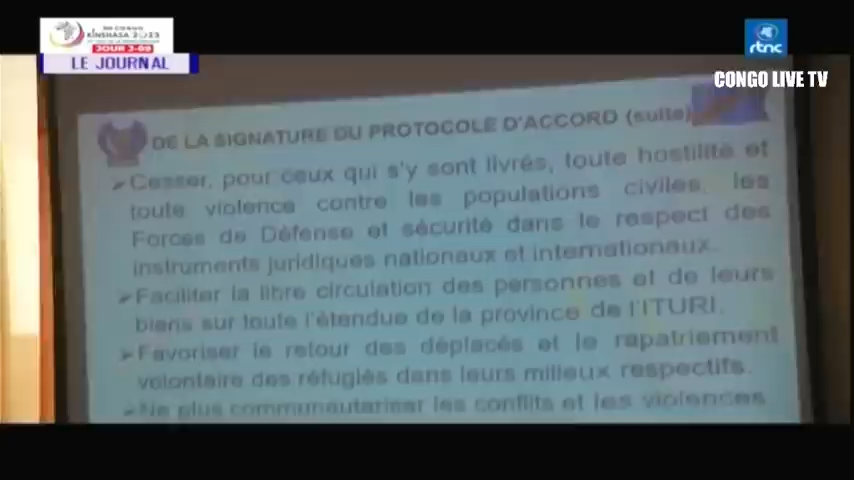 KINSHASA 2023
JOUR 3-09
LE JOURNAL
rtnc
CONGO LIVE TV
DE LA SIGNATURE DU PROTOCOLE D'ACCORD (suite)
➢Cesser, pour ceux qui s'y sont livrés, toute hostilité et
toute violence contre les populations civiles, les
Forces de Défense et sécurité dans le respect des
instruments juridiques nationaux et internationaux.
➢Faciliter la libre circulation des personnes et de leurs
biens sur toute l'étendue de la province de l'ITURI.
➢Favoriser le retour des déplacés et le rapatriement
volontaire des réfugiés dans leurs milieux respectifs.
➢Ne plus communautariser les conflits et les violences